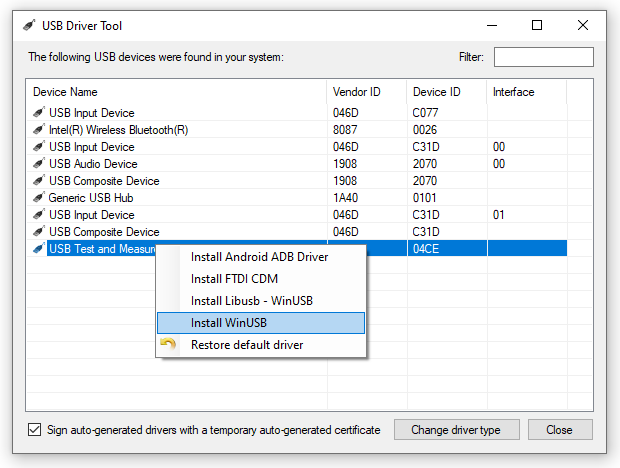 USB Driver Tool
The following USB devices were found in your system: Filter:
Device Name Vendor ID Device ID Interface
USB Input Device 046D C077
Intel(R) Wireless Bluetooth(R) 8087 0026
USB Input Device 046D C31D 00
USB Audio Device 1908 2070 00
USB Composite Device 1908 2070
Generic USB Hub 1A40 0101
USB Input Device 046D C31D 01
USB Composite Device 046D C31D
USB Test and Measur 04CE
Install Android ADB Driver
Install FTDI CDM
Install Libusb - WinUSB
Install WinUSB
Restore default driver
Sign auto-generated drivers with a temporary auto-generated certificate Change driver type Close